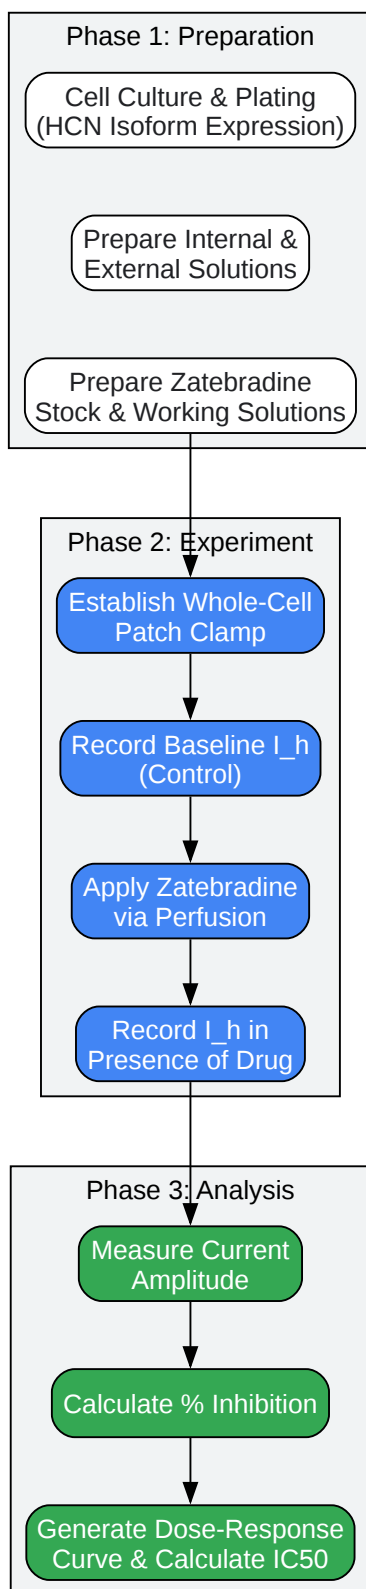 Phase 1: Preparation
Cell Culture & Plating
(HCN Isoform Expression)
Prepare Internal &
External Solutions
Prepare Zatebradine
Stock & Working Solutions
Phase 2: Experiment
Establish Whole-Cell
Patch Clamp
Record Baseline I_h
(Control)
Apply Zatebradine
via Perfusion
Record I_h in
Presence of Drug
Phase 3: Analysis
Measure Current
Amplitude
Calculate % Inhibition
Generate Dose-Response
Curve & Calculate IC50